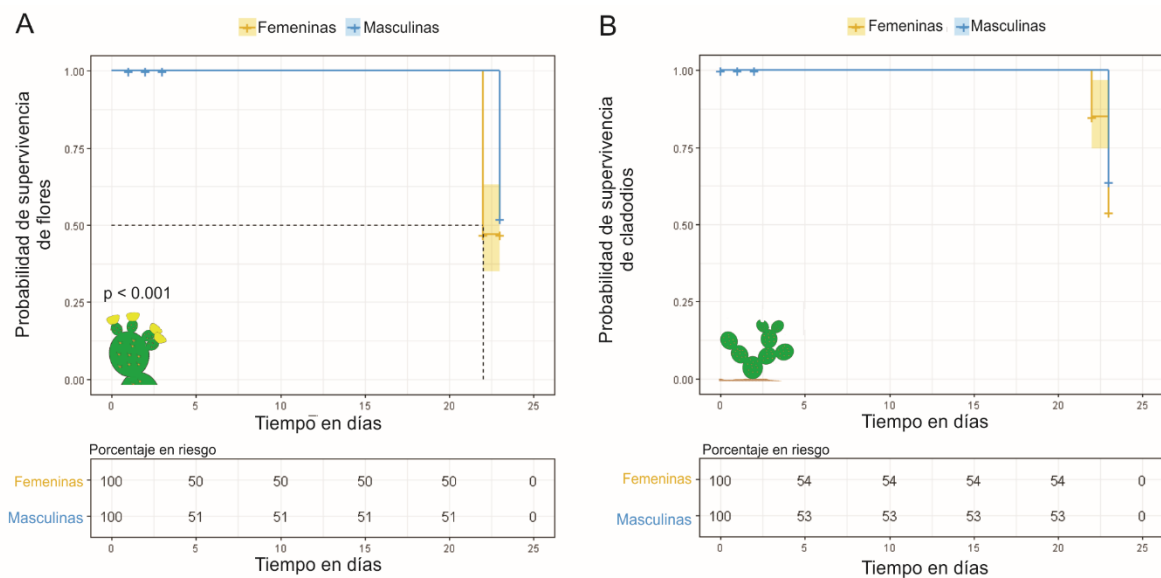 A
Femeninas Masculinas
Probabilidad de supervivencia
de flores
1.00
0.75
0.50
0.25
0.00
p < 0.001
0 5 10 15 20 25
Tiempo en días
Porcentaje en riesgo
Femeninas 100 50 50 50 50 0
Masculinas 100 51 51 51 51 0
0 5 10 15 20 25
Tiempo en días
B
Femeninas Masculinas
Probabilidad de supervivencia
de cladodios
1.00
0.75
0.50
0.25
0.00
0 5 10 15 20 25
Tiempo en días
Porcentaje en riesgo
Femeninas 100 54 54 54 54 0
Masculinas 100 53 53 53 53 0
0 5 10 15 20 25
Tiempo en días